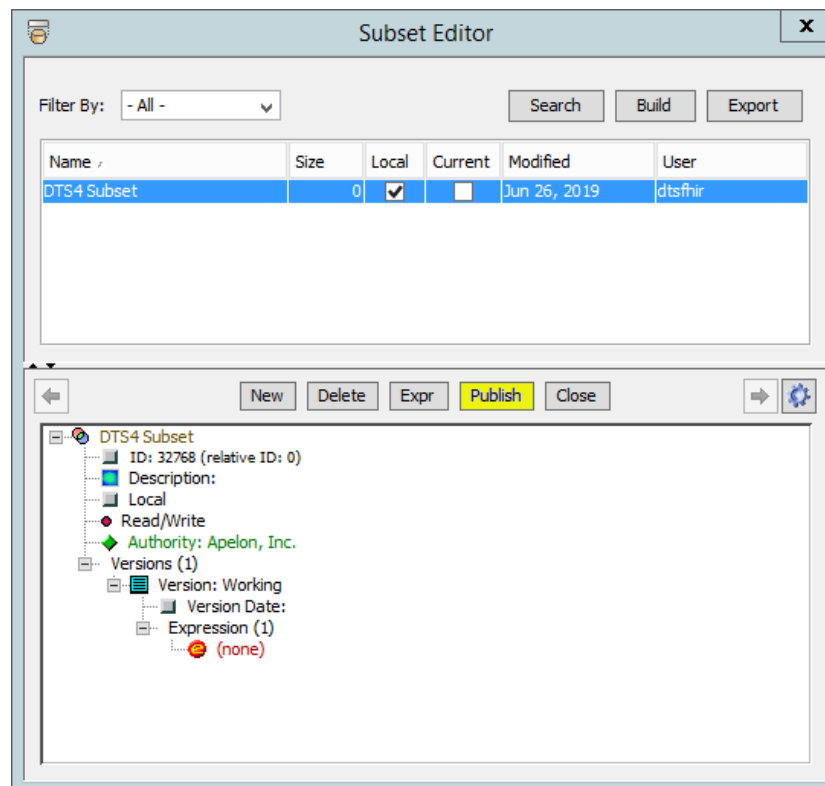 Subset Editor
x
Filter By: - All - Search Build Export
Name Size Local Current Modified User
DTS4 Subset 0 Jun 26, 2019 dtsfhir
New Delete Expr Publish Close
DTS4 Subset
ID: 32768 (relative ID: 0)
Description:
Local
Read/Write
Authority: Apelon, Inc.
Versions (1)
Version: Working
Version Date:
Expression (1)
e (none)